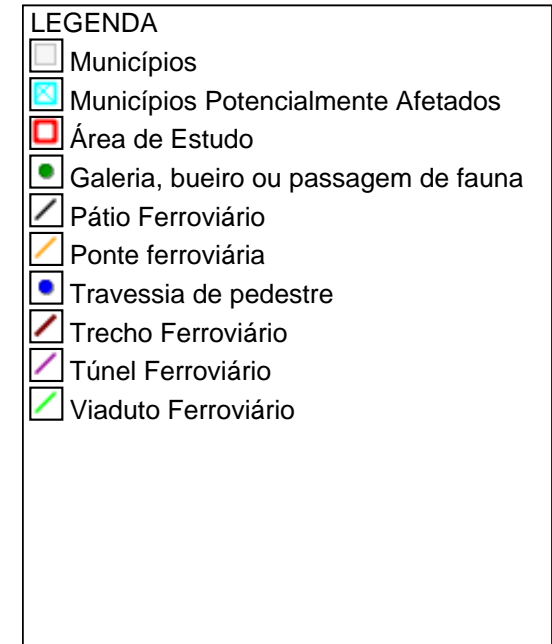 LEGENDA
Municípios
Municípios Potencialmente Afetados
Área de Estudo
Galeria, bueiro ou passagem de fauna
Pátio Ferroviário
Ponte ferroviária
Travessia de pedestre
Trecho Ferroviário
Túnel Ferroviário
Viaduto Ferroviário